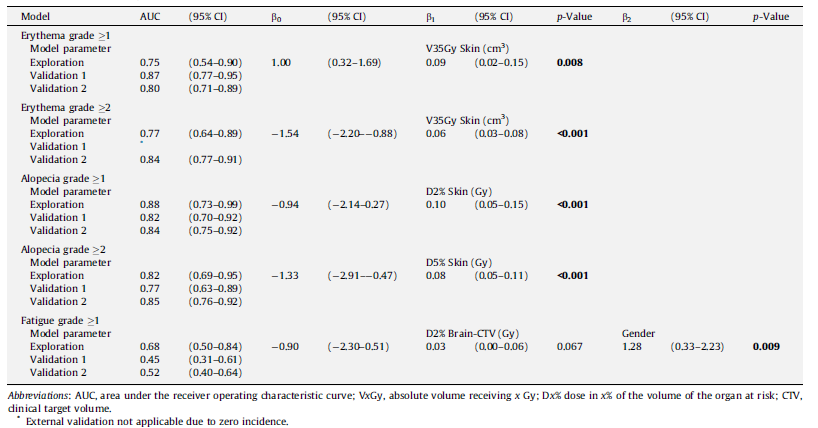 Model AUC (95% CI) β0 (95% CI) β1 (95% CI) p-Value β2 (95% CI) p-Value
Erythema grade ≥1
Model parameter V35Gy Skin (cm³)
Exploration 0.75 (0.54–0.90) 1.00 (0.32–1.69) 0.09 (0.02–0.15) 0.008
Validation 1 0.87 (0.77–0.95)
Validation 2 0.80 (0.71–0.89)
Erythema grade ≥2
Model parameter V35Gy Skin (cm³)
Exploration 0.77 (0.64–0.89) −1.54 (−2.20–−0.88) 0.06 (0.03–0.08) <0.001
Validation 1 *
Validation 2 0.84 (0.77–0.91)
Alopecia grade ≥1
Model parameter D2% Skin (Gy)
Exploration 0.88 (0.73–0.99) −0.94 (−2.14–0.27) 0.10 (0.05–0.15) <0.001
Validation 1 0.82 (0.70–0.92)
Validation 2 0.84 (0.75–0.92)
Alopecia grade ≥2
Model parameter D5% Skin (Gy)
Exploration 0.82 (0.69–0.95) −1.33 (−2.91–−0.47) 0.08 (0.05–0.11) <0.001
Validation 1 0.77 (0.63–0.89)
Validation 2 0.85 (0.76–0.92)
Fatigue grade ≥1
Model parameter D2% Brain-CTV (Gy) Gender
Exploration 0.68 (0.50–0.84) −0.90 (−2.30–0.51) 0.03 (0.00–0.06) 0.067 1.28 (0.33–2.23) 0.009
Validation 1 0.45 (0.31–0.61)
Validation 2 0.52 (0.40–0.64)
Abbreviations: AUC, area under the receiver operating characteristic curve; VxGy, absolute volume receiving x Gy; Dx% dose in x% of the volume of the organ at risk; CTV,
clinical target volume.
* External validation not applicable due to zero incidence.